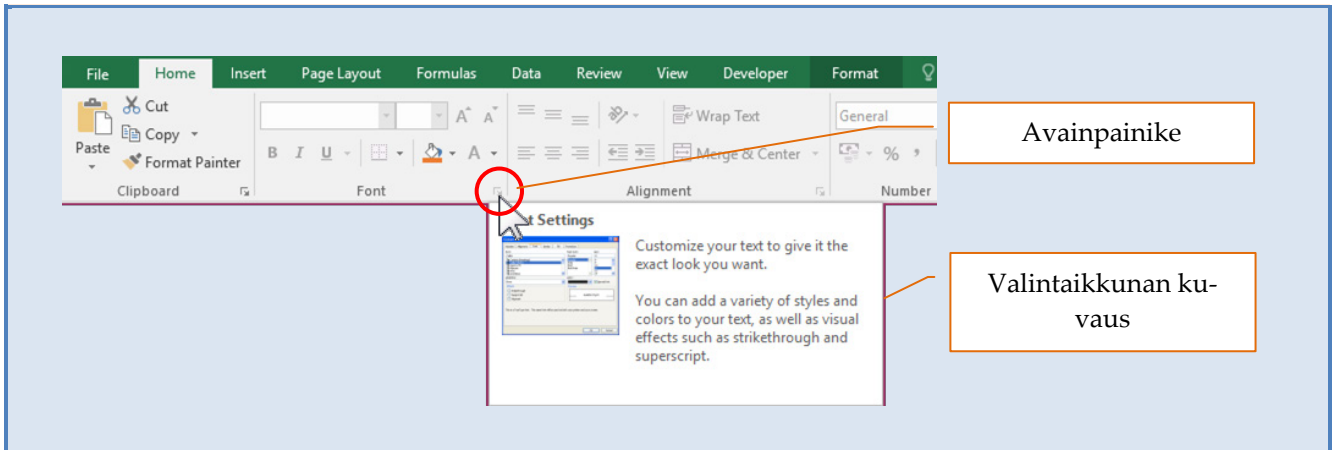 File Home Insert Page Layout Formulas Data Review View Developer Format
Cut
Copy
Format Painter
Paste
B I U A A A
Wrap Text
Merge & Center
General
%
Clipboard Font Alignment Number
Avainpainike
Settings
Customize your text to give it the
exact look you want.
You can add a variety of styles and
colors to your text, as well as visual
effects such as strikethrough and
superscript.
Valintaikkunan ku-
vaus